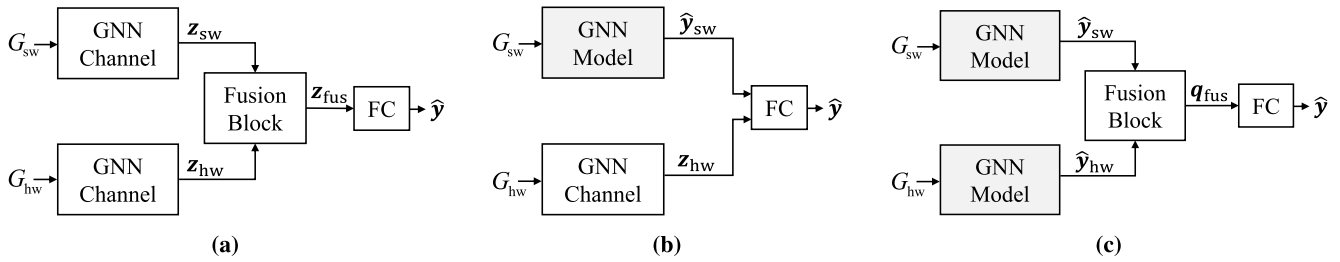 G_sw
GNN
Channel
z_sw
G_hw
GNN
Channel
z_hw
Fusion
Block
z_fus
FC
ŷ
(a)
G_sw
GNN
Model
ŷ_sw
G_hw
GNN
Channel
z_hw
FC
ŷ
(b)
G_sw
GNN
Model
ŷ_sw
G_hw
GNN
Model
ŷ_hw
Fusion
Block
q_fus
FC
ŷ
(c)